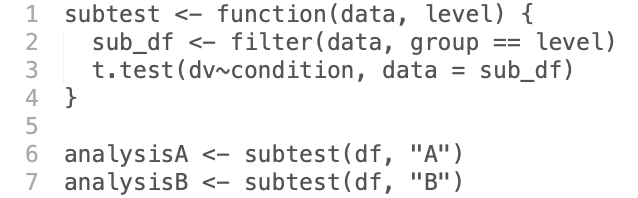 1 subtest <- function(data, level) {
2   sub_df <- filter(data, group == level)
3   t.test(dv~condition, data = sub_df)
4 }
5
6 analysisA <- subtest(df, "A")
7 analysisB <- subtest(df, "B")